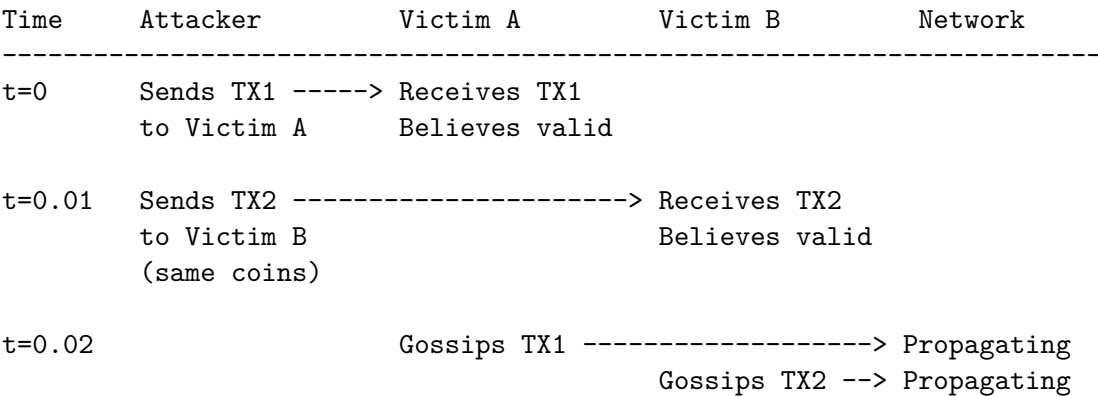 Time     Attacker         Victim A         Victim B         Network
------------------------------------------------------------------------
t=0      Sends TX1 -----> Receives TX1
         to Victim A      Believes valid
t=0.01   Sends TX2 ----------------------> Receives TX2
         to Victim B                       Believes valid
         (same coins)
t=0.02                    Gossips TX1 -------------------> Propagating
                                           Gossips TX2 --> Propagating